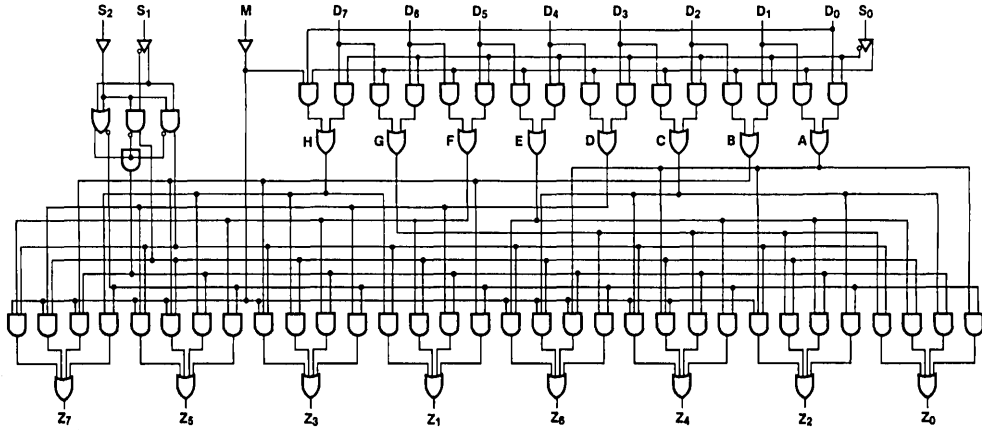 S2 S1 M D7 D6 D5 D4 D3 D2 D1 D0 S0
H G F E D C B A
Z7 Z5 Z3 Z1 Z6 Z4 Z2 Z0